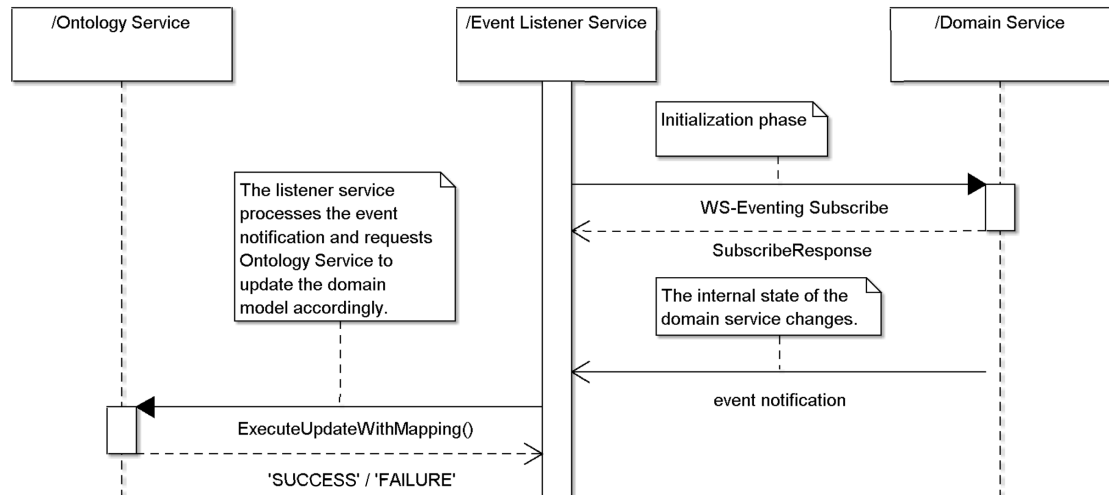 /Ontology Service
/Event Listener Service
/Domain Service
Initialization phase
The listener service
processes the event
notification and requests
Ontology Service to
update the domain
model accordingly.
WS-Eventing Subscribe
SubscribeResponse
The internal state of the
domain service changes.
event notification
ExecuteUpdateWithMapping()
'SUCCESS' / 'FAILURE'